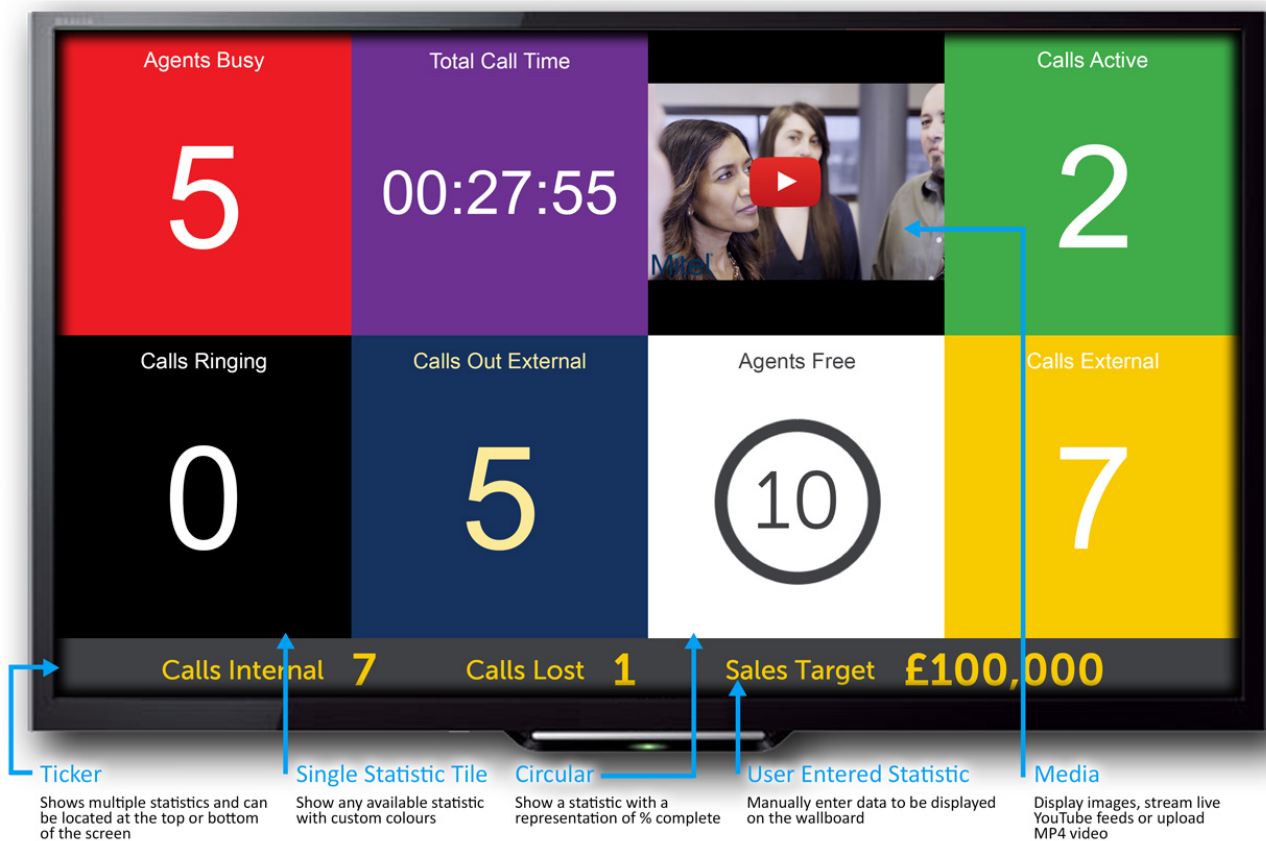 Agents Busy
5
Total Call Time
00:27:55
Mitel
Calls Active
2
Calls Ringing
0
Calls Out External
5
Agents Free
10
Calls External
7
Calls Internal 7 Calls Lost 1 Sales Target £100,000
Ticker
Shows multiple statistics and can
be located at the top or bottom
of the screen
Single Statistic Tile
Show any available statistic
with custom colours
Circular
Show a statistic with a
representation of % complete
User Entered Statistic
Manually enter data to be displayed
on the wallboard
Media
Display images, stream live
YouTube feeds or upload
MP4 video